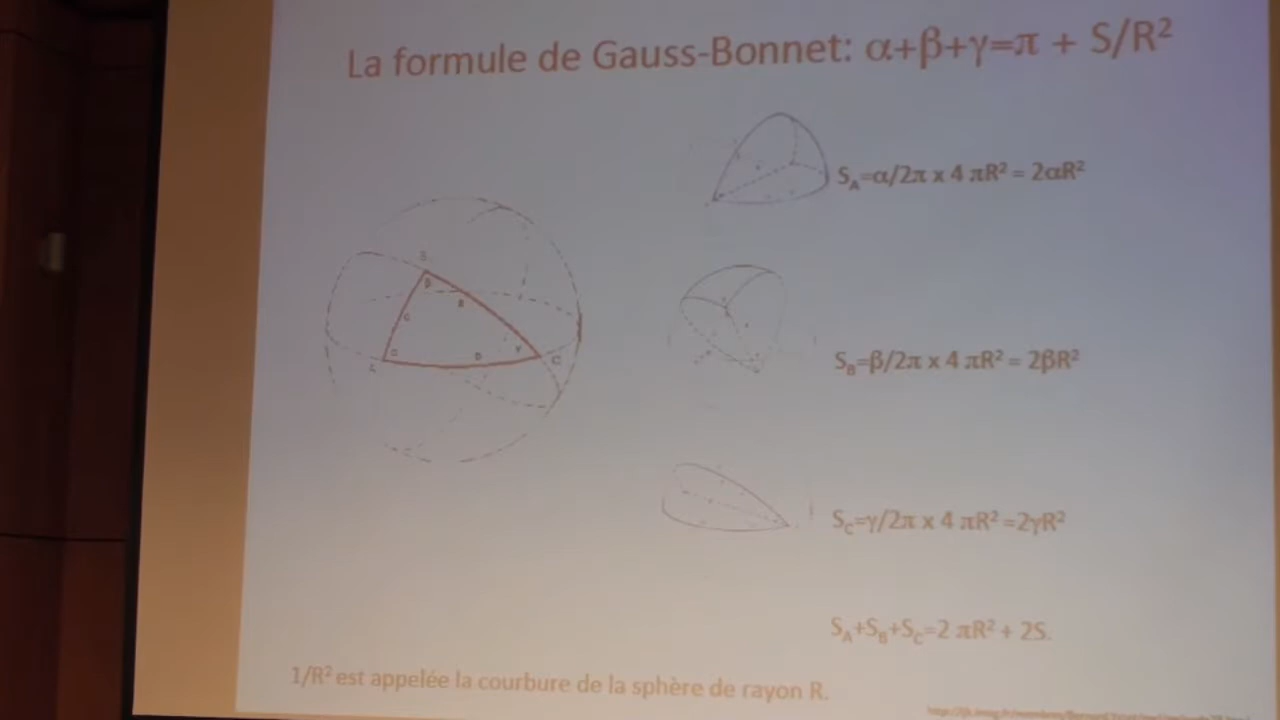 La formule de Gauss-Bonnet: α+β+γ=π + S/R²
S_A=α/2π x 4 πR² = 2αR²
S_B=β/2π x 4 πR² = 2βR²
S_C=γ/2π x 4 πR² =2γR²
S_A+S_B+S_C=2 πR² + 2S.
1/R² est appelée la courbure de la sphère de rayon R.